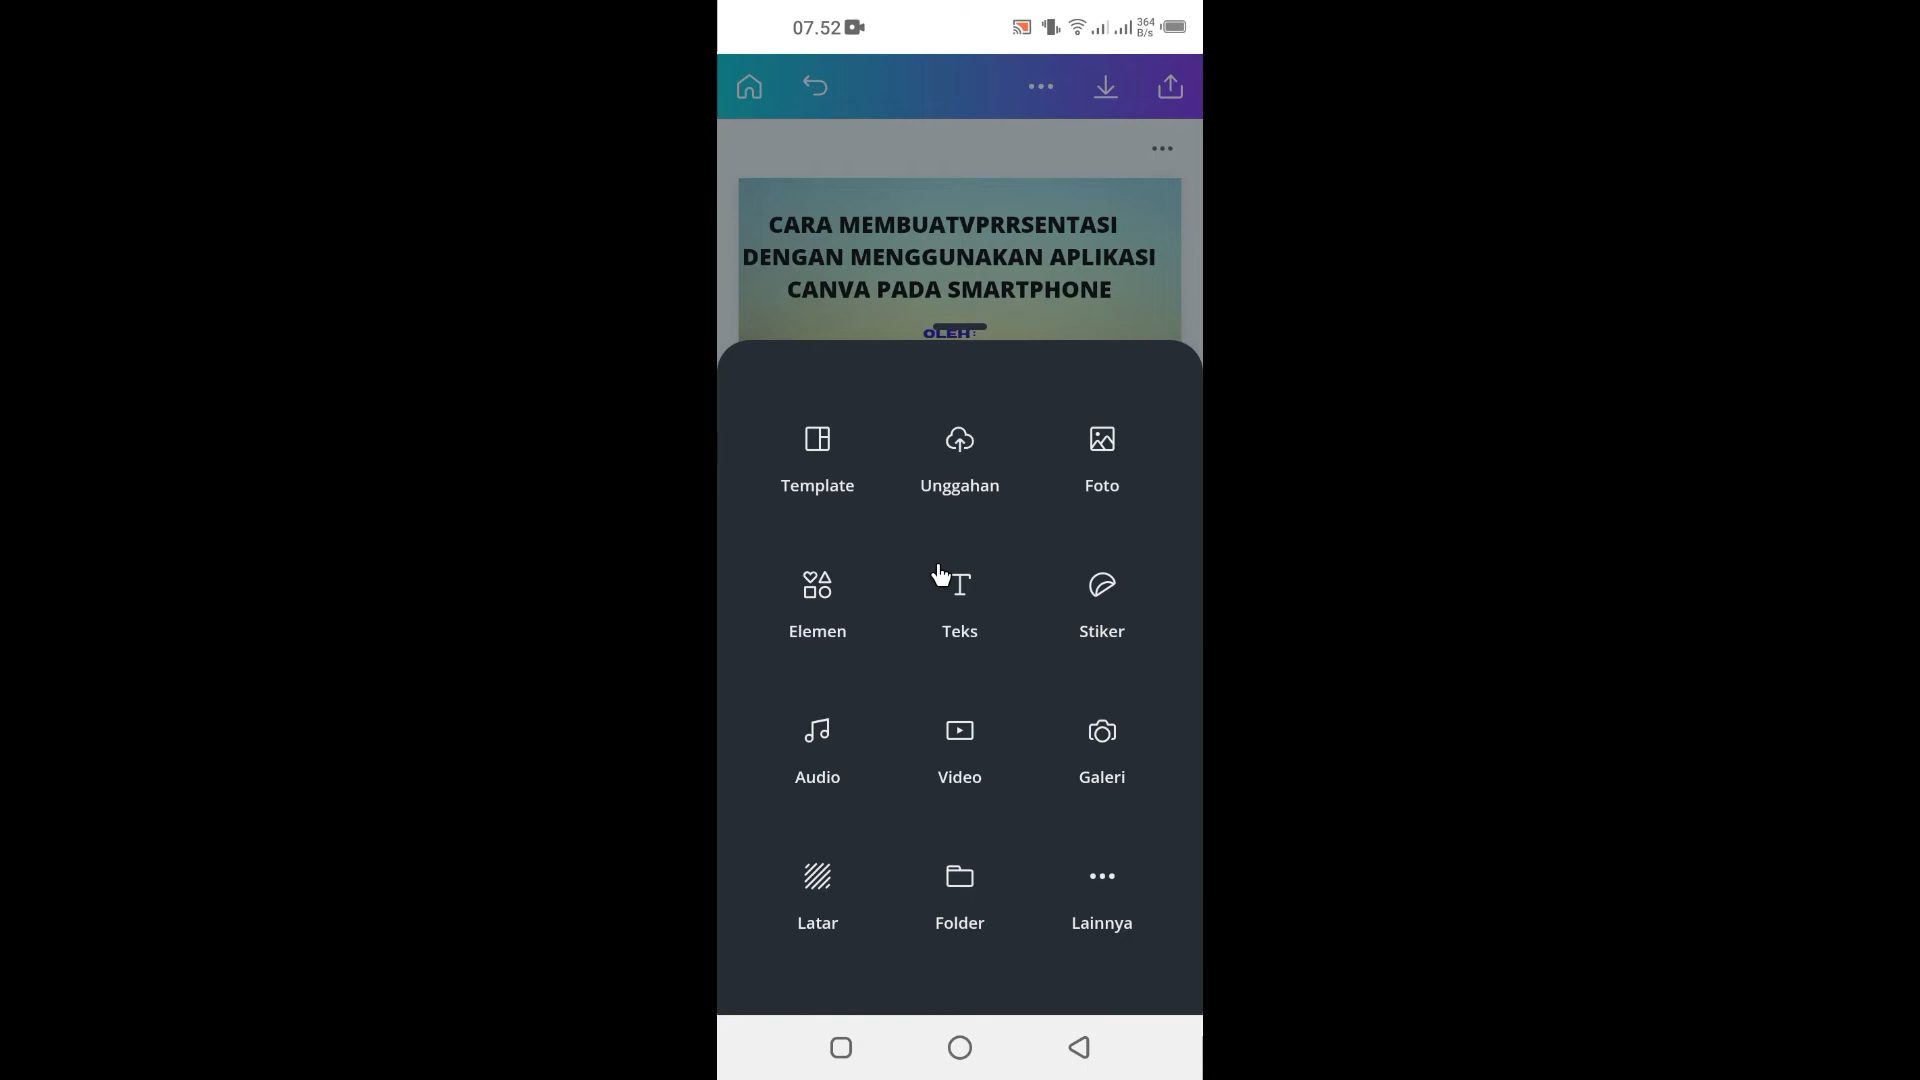 07.52
364
B/s
CARA MEMBUATVPRRSENTASI
DENGAN MENGGUNAKAN APLIKASI
CANVA PADA SMARTPHONE
OLEH:
Template Unggahan Foto
Elemen Teks Stiker
Audio Video Galeri
Latar Folder Lainnya